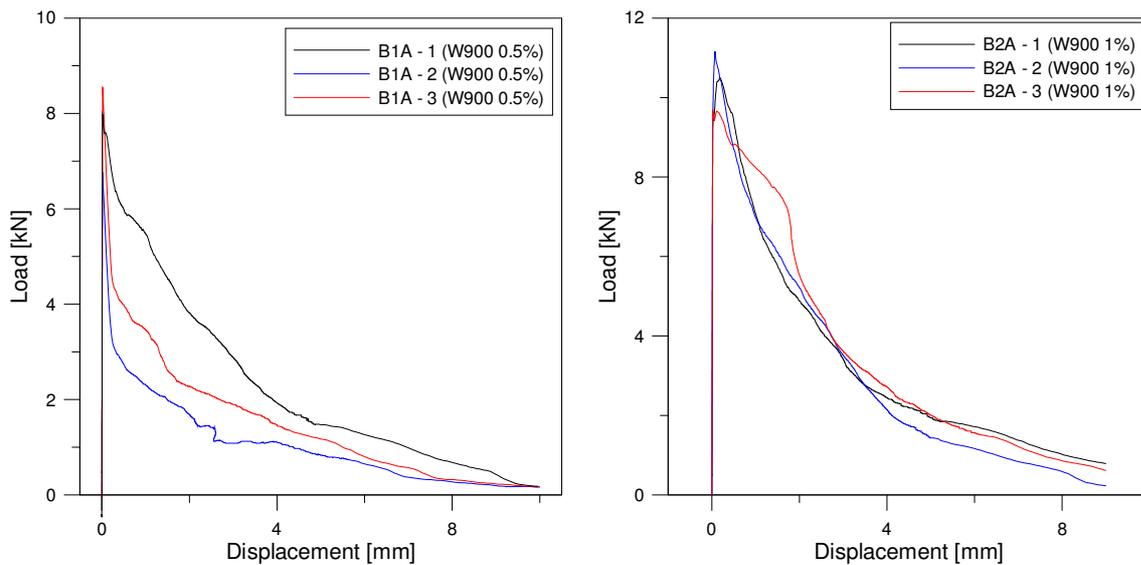 10
8
6
4
2
0
Load [kN]
B1A - 1 (W900 0.5%)
B1A - 2 (W900 0.5%)
B1A - 3 (W900 0.5%)
0
4
8
Displacement [mm]
12
8
4
0
Load [kN]
B2A - 1 (W900 1%)
B2A - 2 (W900 1%)
B2A - 3 (W900 1%)
0
4
8
Displacement [mm]